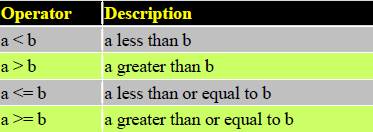 Operator Description
a < b a less than b
a > b a greater than b
a <= b a less than or equal to b
a >= b a greater than or equal to b